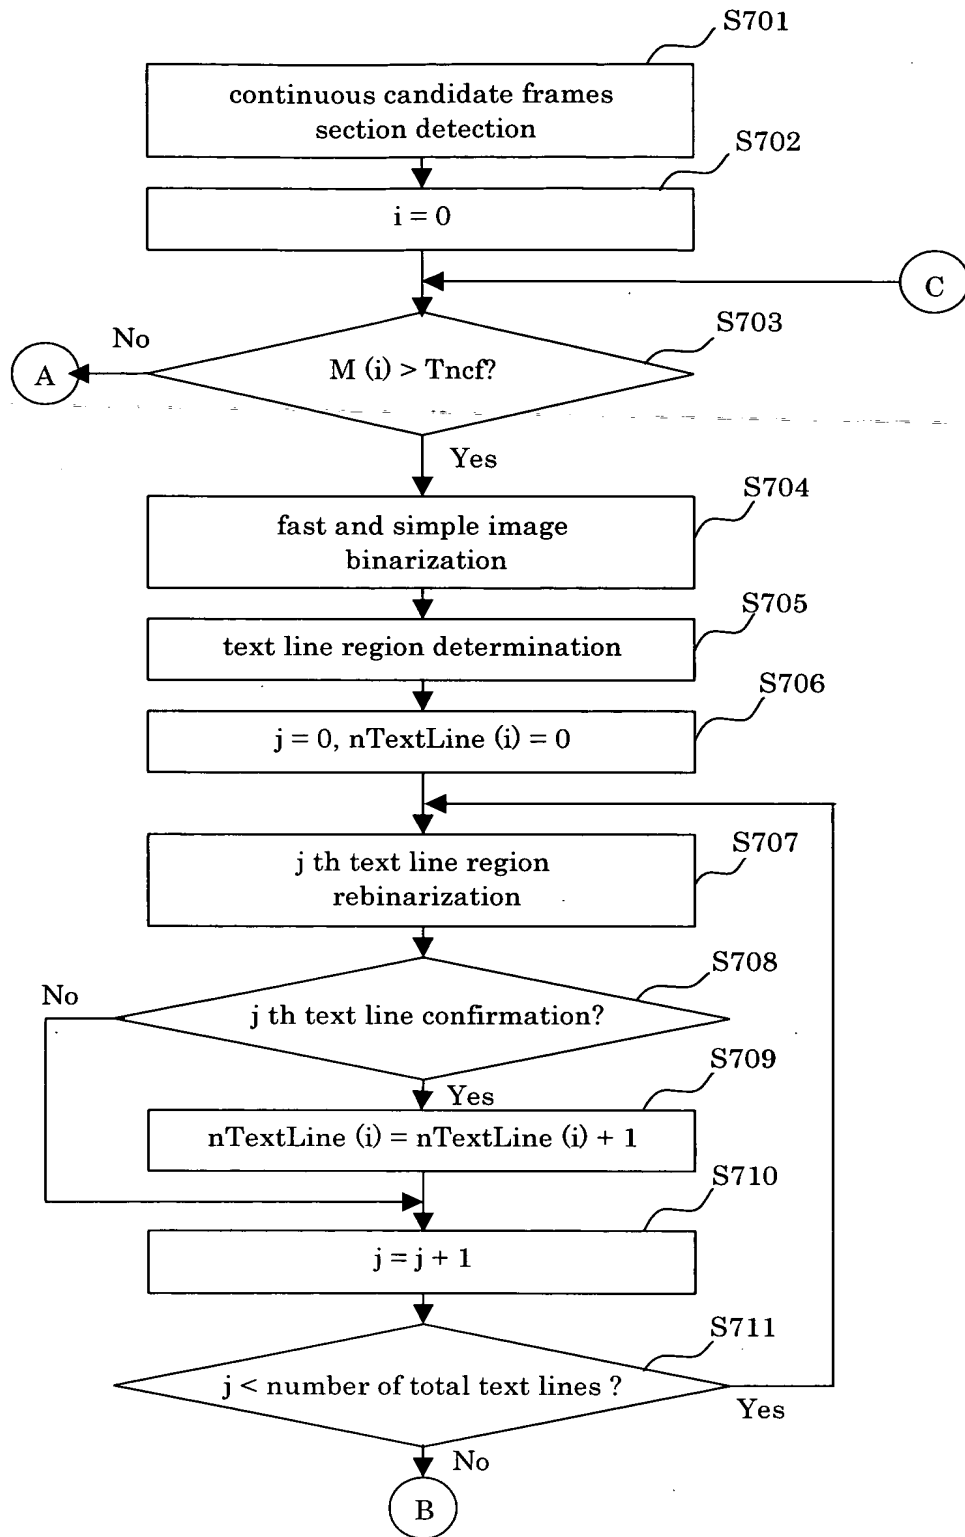 S701
continuous candidate frames
section detection
S702
i = 0
C
S703
No
A
M (i) > Tncf?
Yes
S704
fast and simple image
binarization
S705
text line region determination
S706
j = 0, nTextLine (i) = 0
S707
j th text line region
rebinarization
S708
No
j th text line confirmation?
S709
Yes
nTextLine (i) = nTextLine (i) + 1
S710
j = j + 1
S711
j < number of total text lines ?
Yes
No
B